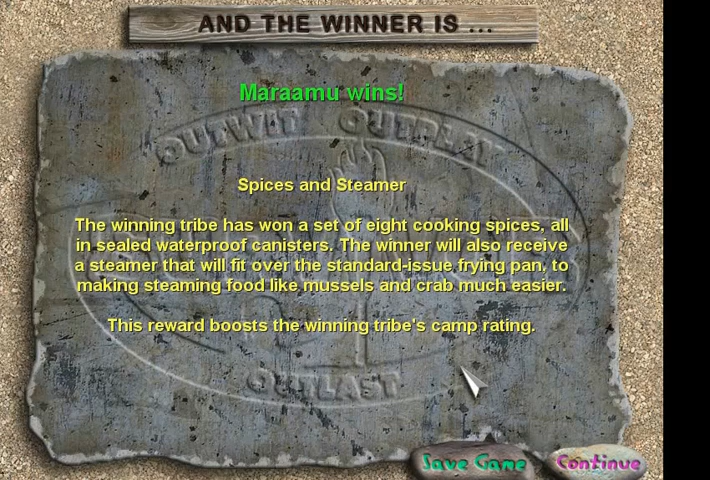 AND THE WINNER IS ...
Maraamu wins!
OUTWIT OUTPLAY
Spices and Steamer
The winning tribe has won a set of eight cooking spices, all
in sealed waterproof canisters. The winner will also receive
a steamer that will fit over the standard-issue frying pan, to
making steaming food like mussels and crab much easier.
This reward boosts the winning tribe's camp rating.
OUTLAST
Save Game
Continue